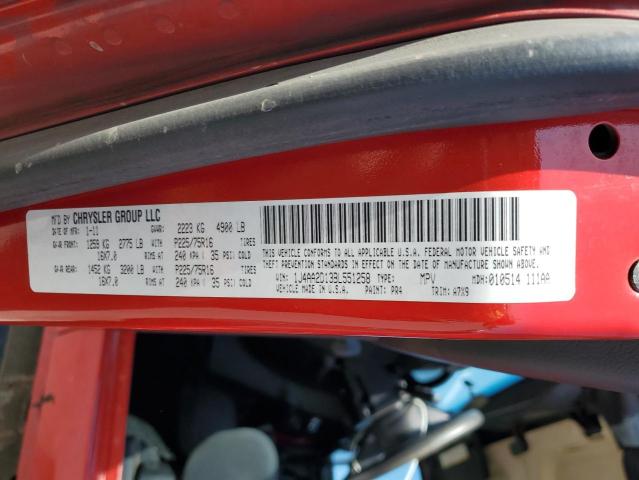 MFD BY CHRYSLER GROUP LLC
DATE OF MFR: 1-11 GVWR: 2223 KG 4900 LB
GAWR FRONT: 1259 KG 2775 LB WITH P225/75R16 TIRES
16X7.0 RIMS AT 240 KPA ( 35 PSI) COLD
GAWR REAR: 1452 KG 3200 LB WITH P225/75R16 TIRES
16X7.0 RIMS AT 240 KPA ( 35 PSI) COLD
THIS VEHICLE CONFORMS TO ALL APPLICABLE U.S.A. FEDERAL MOTOR VEHICLE SAFETY AND
THEFT PREVENTION STANDARDS IN EFFECT ON THE DATE OF MANUFACTURE SHOWN ABOVE.
VIN: 1J4AA2D13BL551258 TYPE: MPV MDH: 010514 111AA
VEHICLE MADE IN U.S.A. PAINT: PR4 TRIM: A7X9